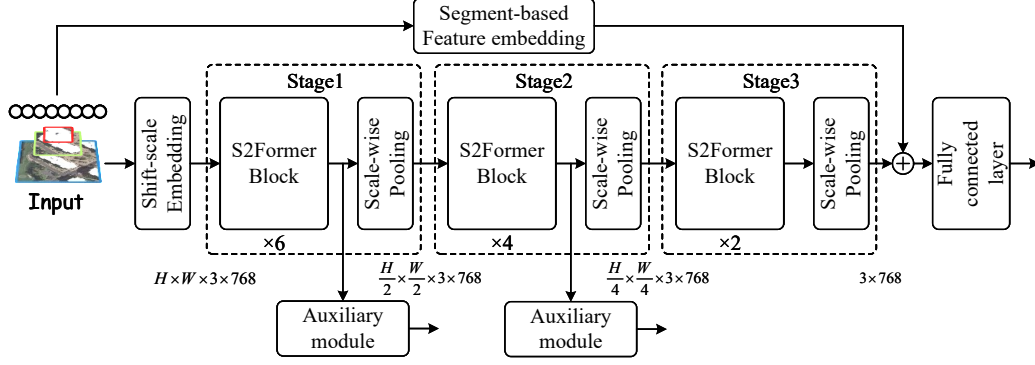 Segment-based
Feature embedding
Stage1
Stage2
Stage3
Input
Shift-scale
Embedding
S2Former
Block
×6
Scale-wise
Pooling
S2Former
Block
×4
Scale-wise
Pooling
S2Former
Block
×2
Scale-wise
Pooling
Fully
connected
layer
H×W×3×768
H/2×W/2×3×768
H/4×W/4×3×768
3×768
Auxiliary
module
Auxiliary
module